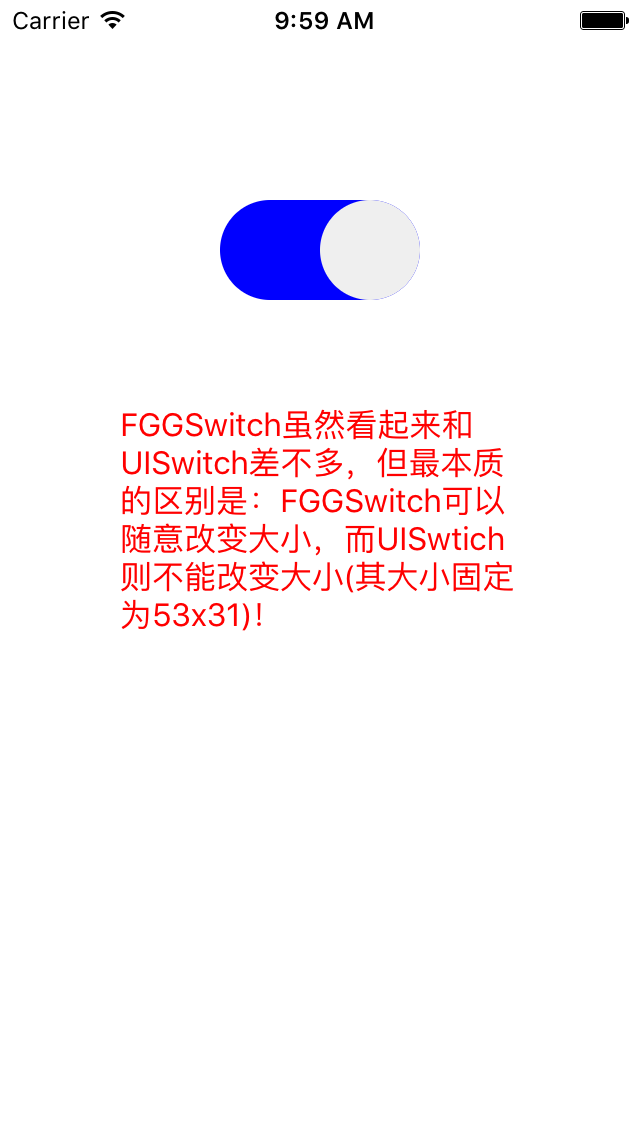 Carrier 9:59 AM
FGGSwitch虽然看起来和
UISwitch差不多，但最本质
的区别是：FGGSwitch可以
随意改变大小，而UISwtich
则不能改变大小(其大小固定
为53x31)！